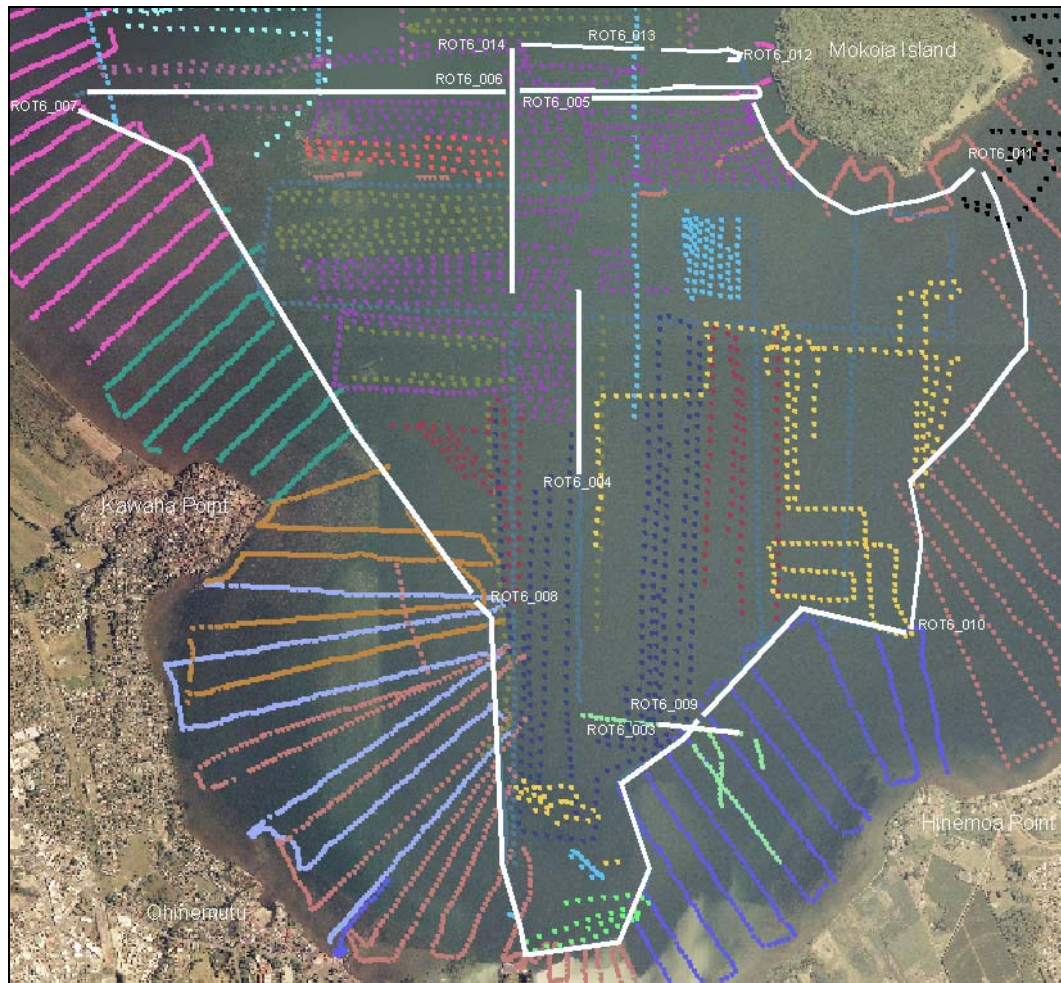 ROT6_014
ROT6_013
ROT6_012
Mokoia Island
ROT6_006
ROT6_007
ROT6_005
ROT6_011
ROT6_004
Kawaha Point
ROT6_008
ROT6_010
ROT6_009
ROT6_003
Hinemoa Point
Ohinemutu